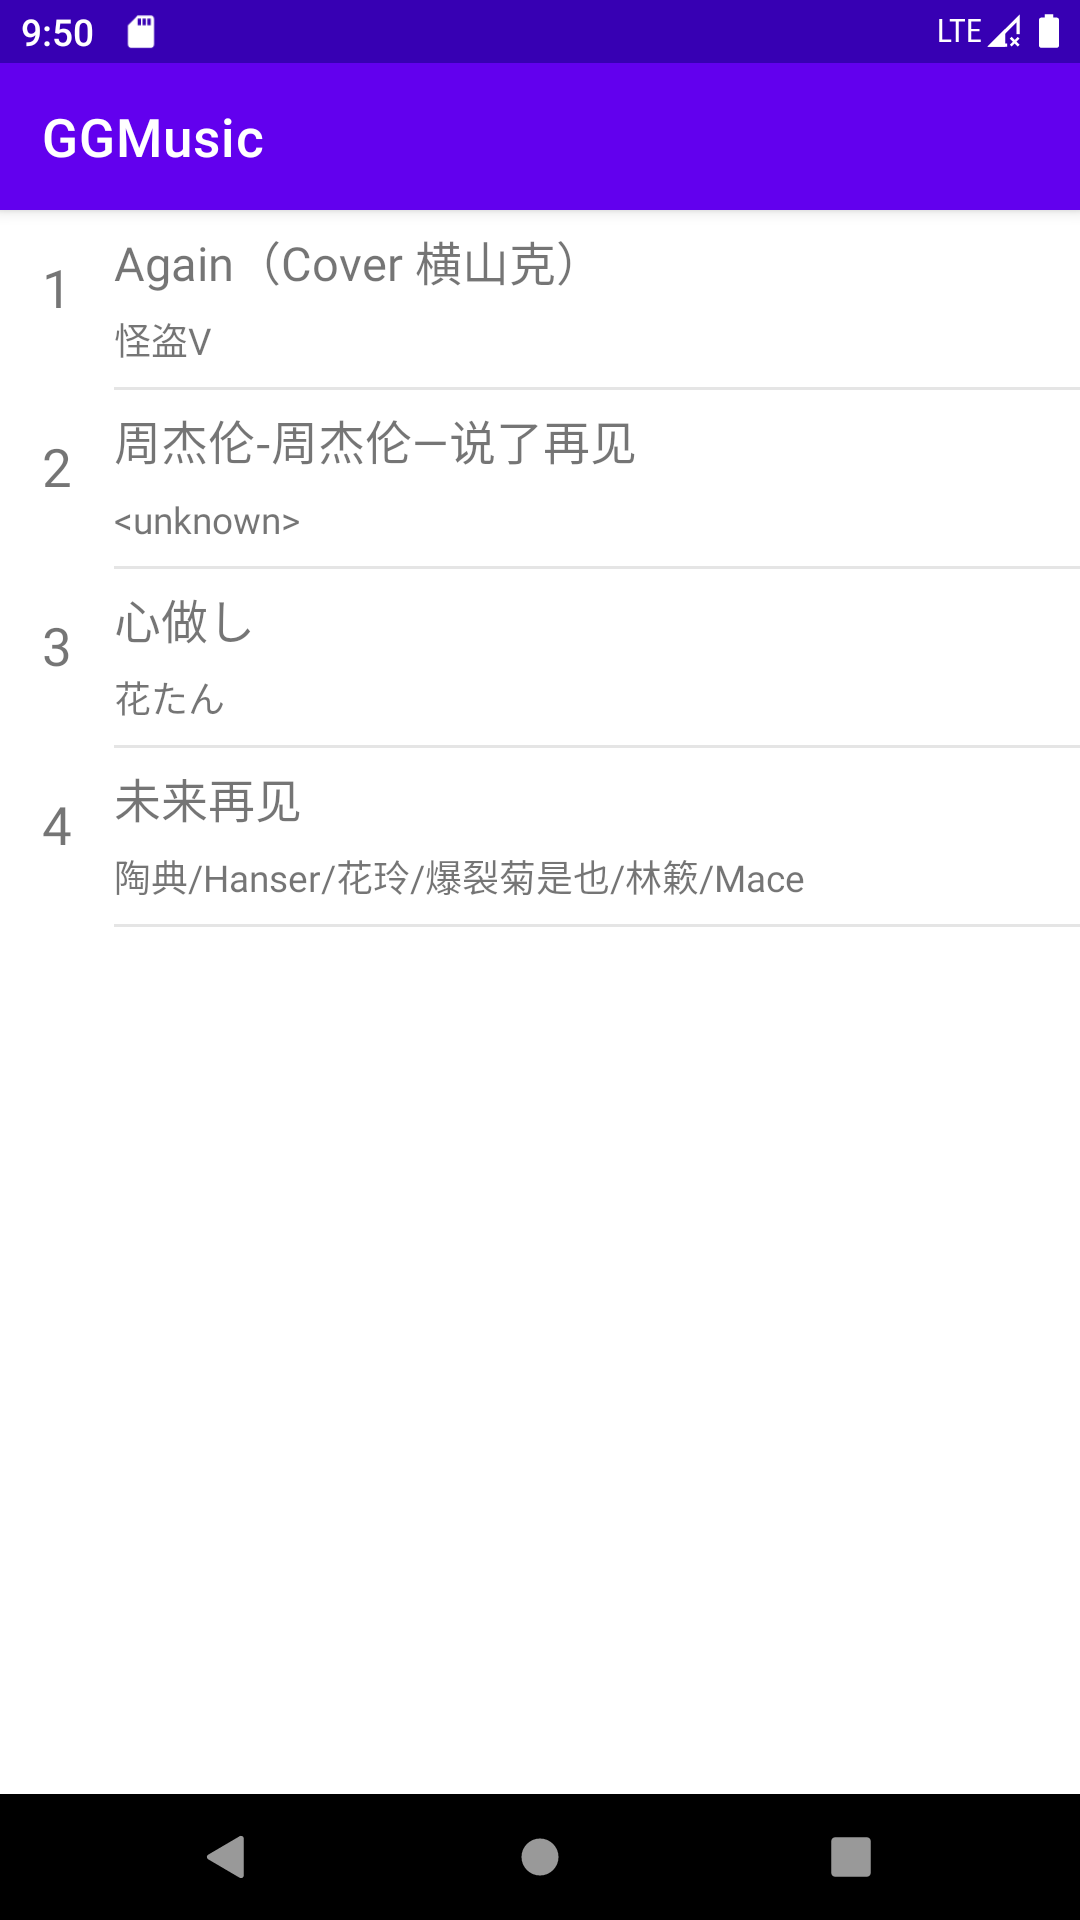 9:50 LTE
GGMusic
1
Again（Cover 横山克）
怪盗V
2
周杰伦-周杰伦—说了再见
<unknown>
3
心做し
花たん
4
未来再见
陶典/Hanser/花玲/爆裂菊是也/林簌/Mace